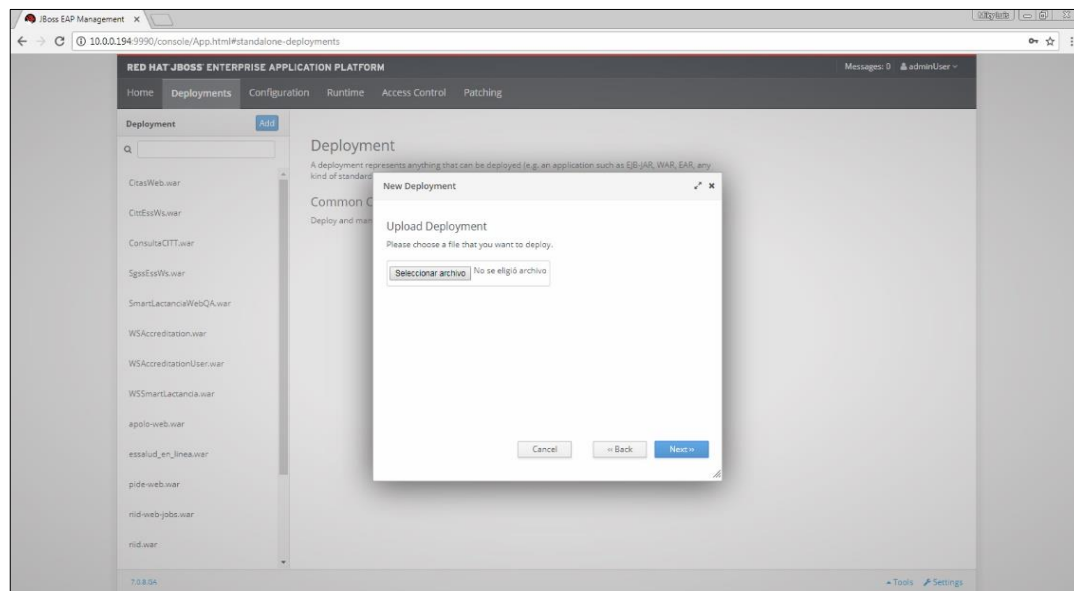 JBoss EAP Management
10.0.0.194:9990/console/App.html#standalone-deployments
RED HAT JBOSS ENTERPRISE APPLICATION PLATFORM
Messages: 0
adminUser
Home Deployments Configuration Runtime Access Control Patching
Deployment
Add
CitasWeb.war
CittEssWs.war
ConsultaCITT.war
SgssEssWs.war
SmartLactanciaWebQA.war
WSAccreditation.war
WSAccreditationUser.war
WSSmartLactancia.war
apolo-web.war
essalud_en_linea.war
pide-web.war
nid-web-jobs.war
nid.war
Deployment
A deployment represents anything that can be deployed (e.g. an application such as EJB-JAR, WAR, EAR, any
kind of standard
Common C
Deploy and man
New Deployment
Upload Deployment
Please choose a file that you want to deploy.
Seleccionar archivo No se eligió archivo
Cancel
‹‹ Back
Next ››
7.0.8.GA
Tools
Settings